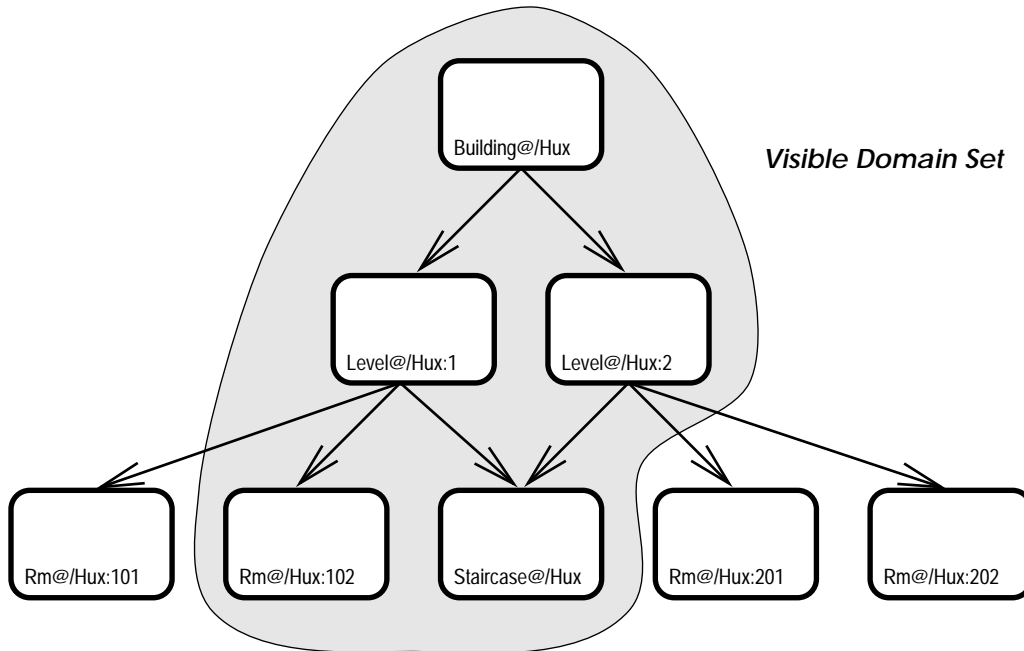 Building@/Hux
Visible Domain Set
Level@/Hux:1
Level@/Hux:2
Rm@/Hux:101
Rm@/Hux:102
Staircase@/Hux
Rm@/Hux:201
Rm@/Hux:202